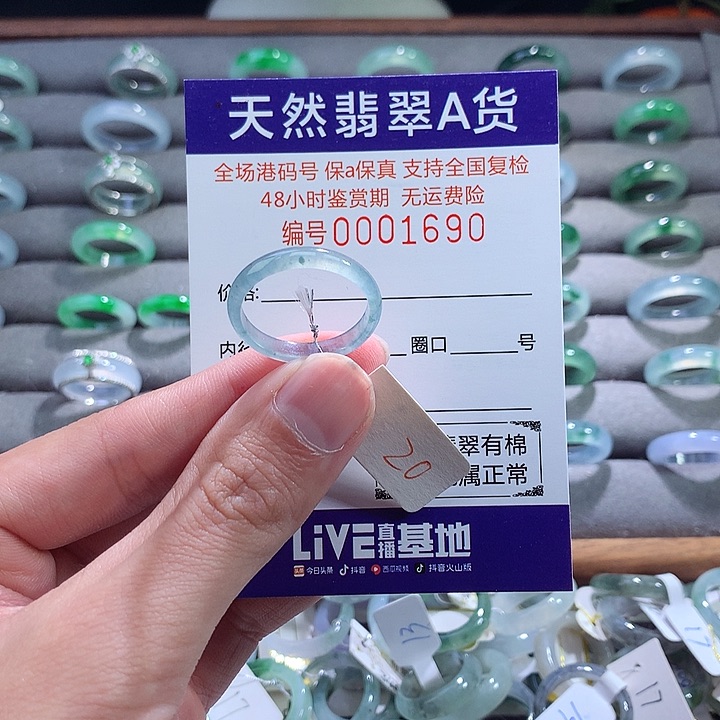 天然翡翠A货
全场港码号 保a保真 支持全国复检
48小时鉴赏期 无运费险
编号0001690
价格:
内 圈口 号
翠有棉
属正常
20
LiVE直播基地
今日头条 抖音 西瓜视频 抖音火山版
13
17
17
17